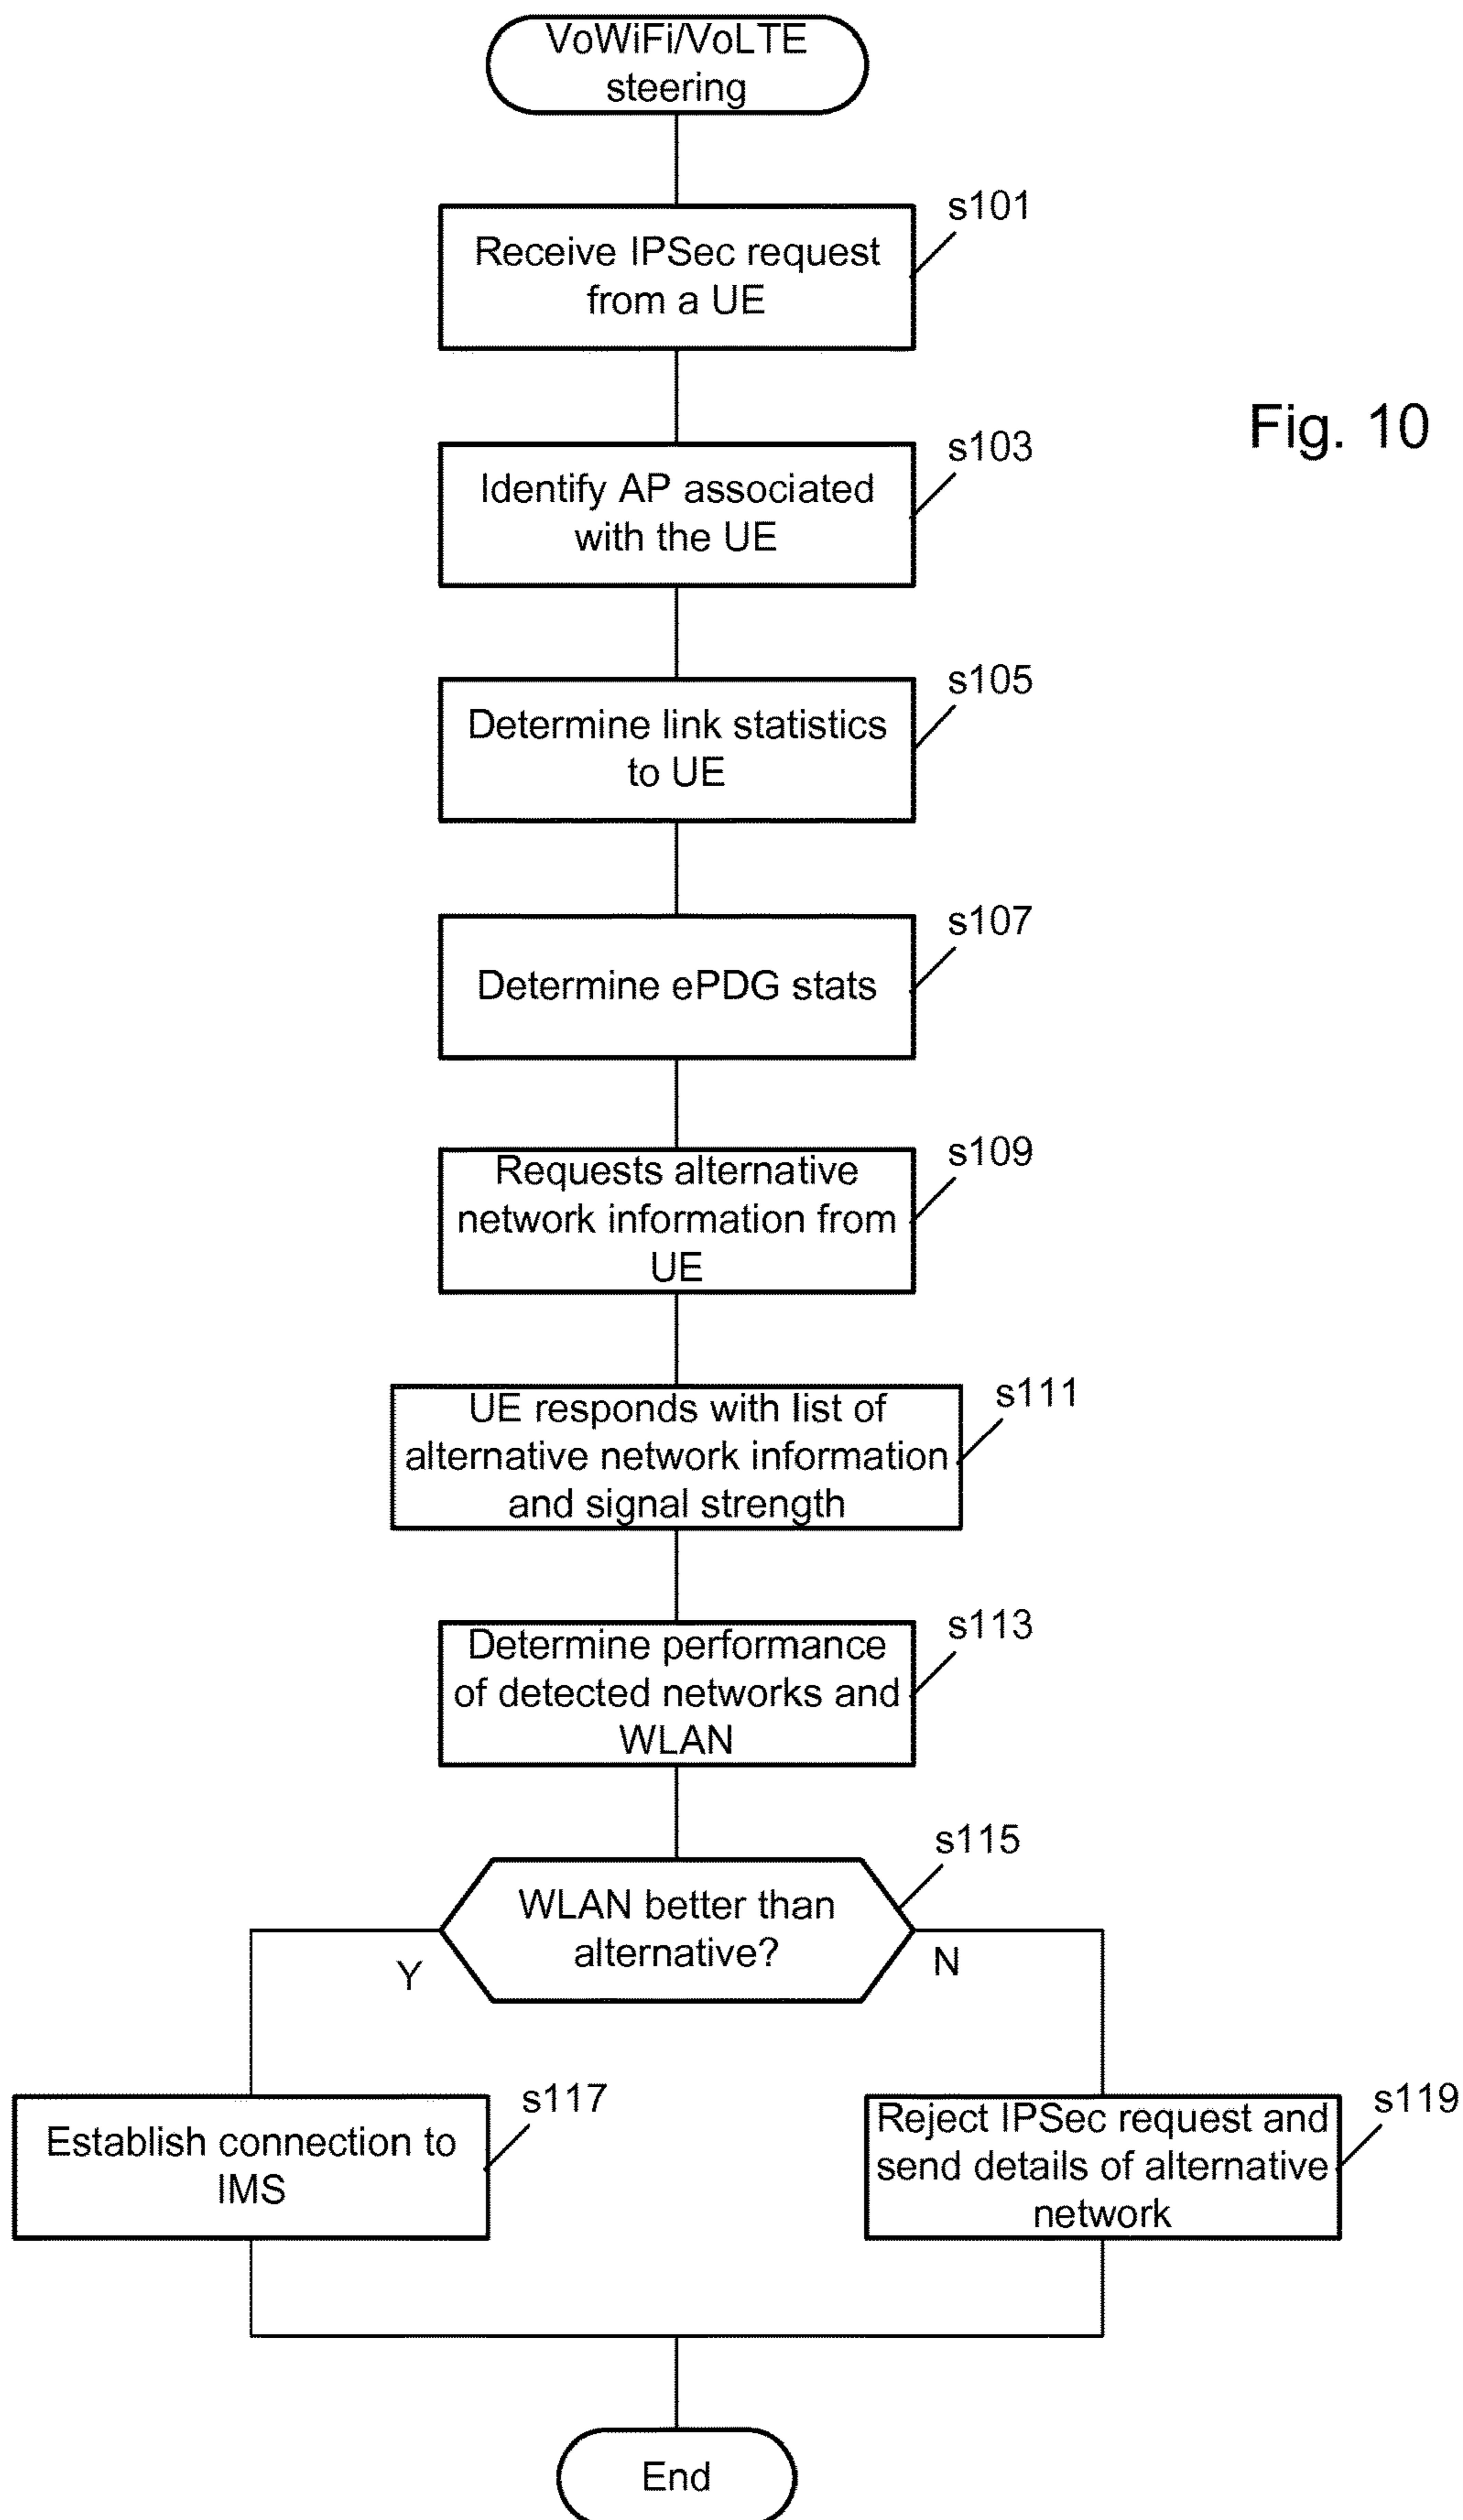 VoWiFi/VoLTE
steering
s101
Receive IPSec request
from a UE
Fig. 10
s103
Identify AP associated
with the UE
s105
Determine link statistics
to UE
s107
Determine ePDG stats
s109
Requests alternative
network information from
UE
s111
UE responds with list of
alternative network information
and signal strength
s113
Determine performance
of detected networks and
WLAN
s115
WLAN better than
alternative?
Y
N
s117
Establish connection to
IMS
s119
Reject IPSec request and
send details of alternative
network
End